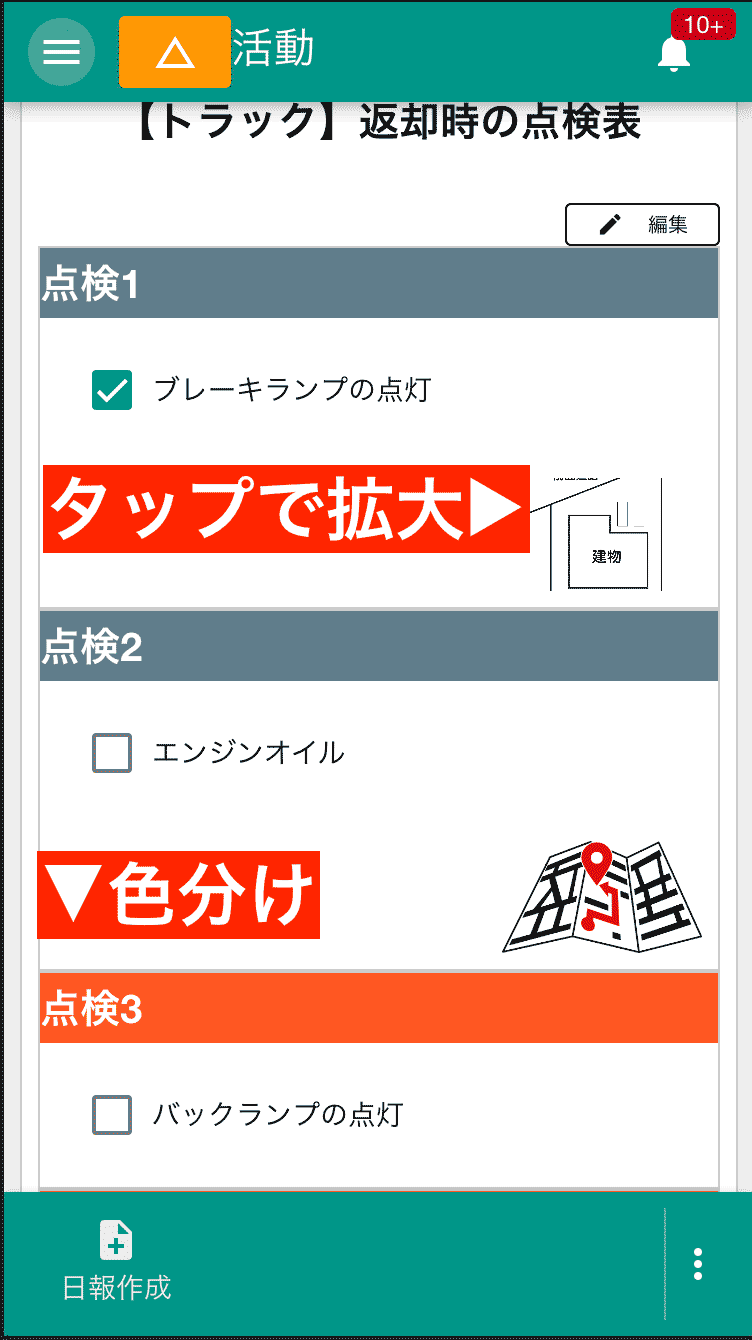 活動
10+
【トラック】返却時の点検表
編集
点検1
ブレーキランプの点灯
タップで拡大▶
建物
点検2
エンジンオイル
▼色分け
点検3
バックランプの点灯
日報作成